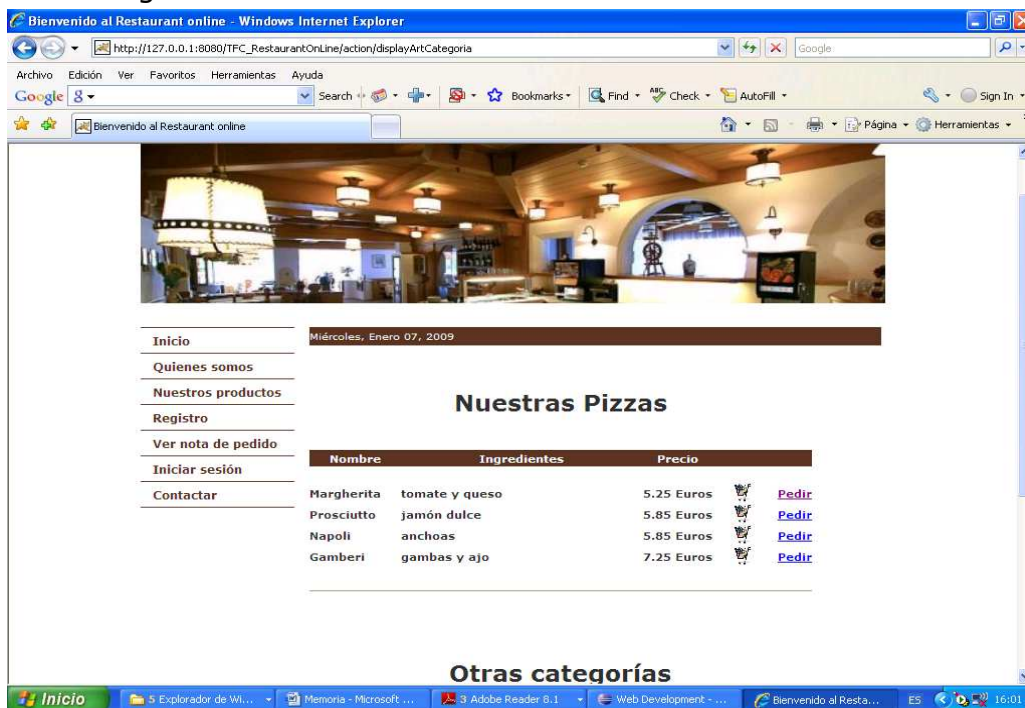 Bienvenido al Restaurant online - Windows Internet Explorer
http://127.0.0.1:8080/TFC_RestaurantOnLine/action/displayArtCategoria
Google
Archivo Edición Ver Favoritos Herramientas Ayuda
Google Search Bookmarks Find Check AutoFill Sign In
Bienvenido al Restaurant online Página Herramientas
Miércoles, Enero 07, 2009
Inicio
Quienes somos
Nuestros productos
Registro
Ver nota de pedido
Iniciar sesión
Contactar
Nuestras Pizzas
Nombre Ingredientes Precio
Margherita tomate y queso 5.25 Euros Pedir
Prosciutto jamón dulce 5.85 Euros Pedir
Napoli anchoas 5.85 Euros Pedir
Gamberi gambas y ajo 7.25 Euros Pedir
Otras categorías
Inicio 5 Explorador de Wi... Memoria - Microsoft ... 3 Adobe Reader 8.1 Web Development - ... Bienvenido al Resta... ES 16:01